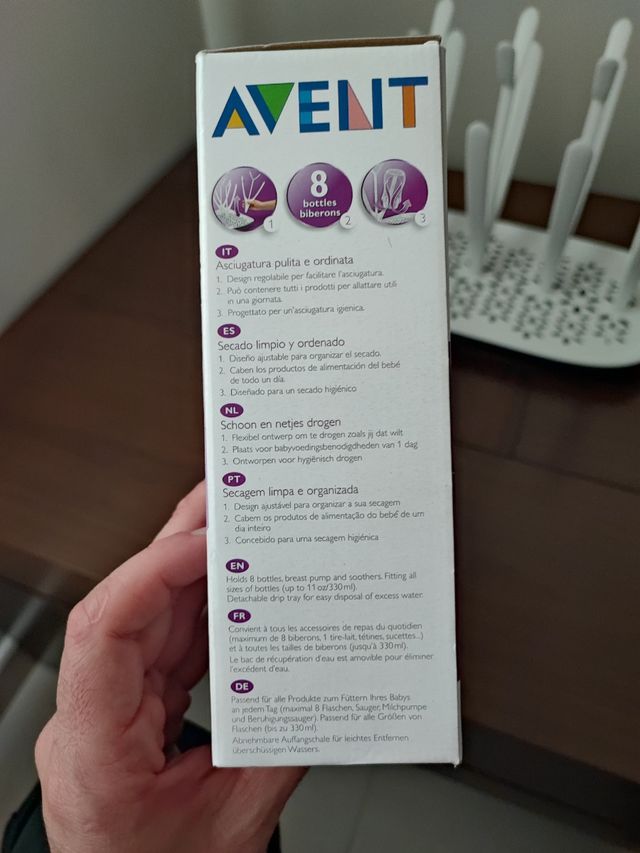 AVENT
8
bottles
biberons
1
2
3
IT
Asciugatura pulita e ordinata
1. Design regolabile per facilitare l'asciugatura.
2. Può contenere tutti i prodotti per allattare utili
in una giornata.
3. Progettato per un'asciugatura igienica.
ES
Secado limpio y ordenado
1. Diseño ajustable para organizar el secado.
2. Caben los productos de alimentación del bebé
de todo un día.
3. Diseñado para un secado higiénico
NL
Schoon en netjes drogen
1. Flexibel ontwerp om te drogen zoals jij dat wilt
2. Plaats voor babyvoedingsbenodigdheden van 1 dag
3. Ontworpen voor hygiënisch drogen
PT
Secagem limpa e organizada
1. Design ajustável para organizar a sua secagem
2. Cabem os produtos de alimentação do bebé de um
dia inteiro
3. Concebido para uma secagem higiénica
EN
Holds 8 bottles, breast pump and soothers. Fitting all
sizes of bottles (up to 11oz/330ml).
Detachable drip tray for easy disposal of excess water.
FR
Convient à tous les accessoires de repas du quotidien
(maximum de 8 biberons, 1 tire-lait, tétines, sucettes...)
et à toutes les tailles de biberons (jusqu'à 330ml).
Le bac de récupération d'eau est amovible pour éliminer
l'excédent d'eau.
DE
Passend für alle Produkte zum Füttern Ihres Babys
an jedem Tag (maximal 8 Flaschen, Sauger, Milchpumpe
und Beruhigungssauger). Passend für alle Größen von
Flaschen (bis zu 330ml).
Abnehmbare Auffangschale für leichtes Entfernen
überschüssigen Wassers.